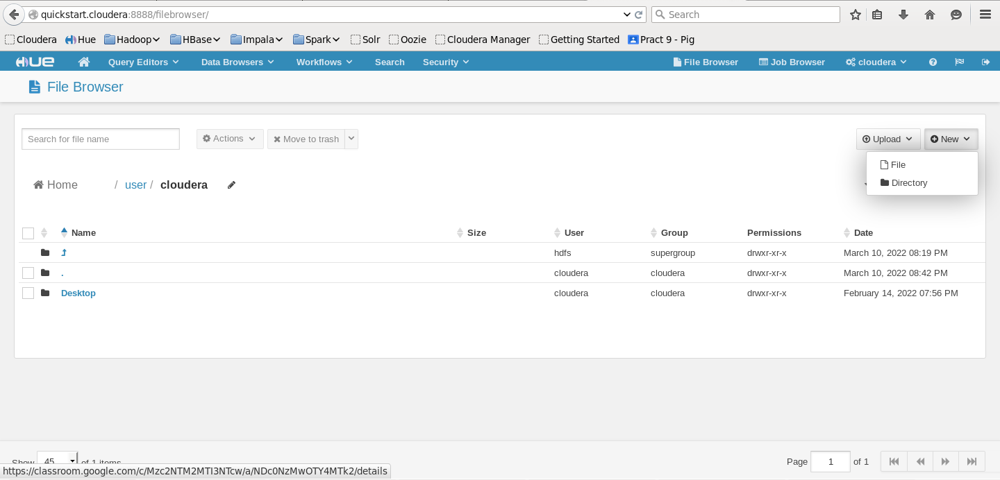 quickstart.cloudera:8888/filebrowser/ Search
Cloudera Hue Hadoop HBase Impala Spark Solr Oozie Cloudera Manager Getting Started Pract 9 - Pig
HUE Query Editors Data Browsers Workflows Search Security File Browser Job Browser cloudera
File Browser
Search for file name Actions Move to trash Upload New
File
Home / user / cloudera Directory
Name Size User Group Permissions Date
hdfs supergroup drwxr-xr-x March 10, 2022 08:19 PM
. cloudera cloudera drwxr-xr-x March 10, 2022 08:42 PM
Desktop cloudera cloudera drwxr-xr-x February 14, 2022 07:56 PM
Show 45 of 1 items Page 1 of 1
https://classroom.google.com/c/Mzc2NTM2MTI3NTcw/a/NDc0NzMwOTY4MTk2/details